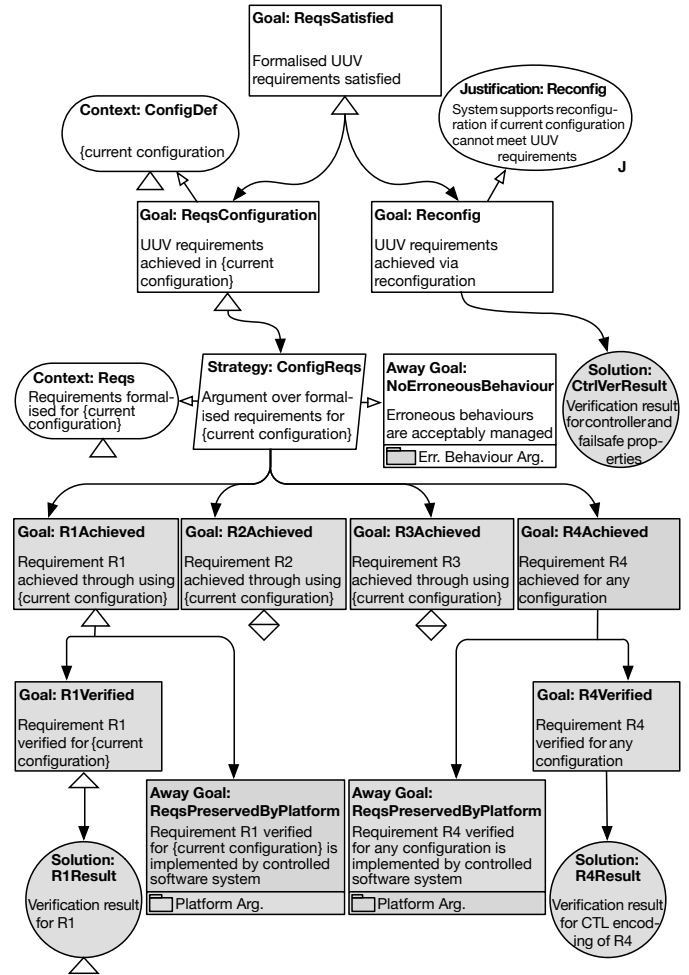 Goal: ReqsSatisfied
Formalised UUV
requirements satisfied
Justification: Reconfig
System supports reconfigu-
ration if current configuration
cannot meet UUV
requirements
J
Context: ConfigDef
{current configuration
Goal: ReqsConfiguration
UUV requirements
achieved in {current
configuration}
Goal: Reconfig
UUV requirements
achieved via
reconfiguration
Context: Reqs
Requirements formal-
ised for {current
configuration}
Strategy: ConfigReqs
Argument over formal-
ised requirements for
{current configuration}
Away Goal:
NoErroneousBehaviour
Erroneous behaviours
are acceptably managed
Err. Behaviour Arg.
Solution:
CtrlVerResult
Verification result
for controller and
failsafe prop-
erties
Goal: R1Achieved
Requirement R1
achieved through using
{current configuration}
Goal: R2Achieved
Requirement R2
achieved through using
{current configuration}
Goal: R3Achieved
Requirement R3
achieved through using
{current configuration}
Goal: R4Achieved
Requirement R4
achieved for any
configuration
Goal: R1Verified
Requirement R1
verified for {current
configuration}
Goal: R4Verified
Requirement R4
verified for any
configuration
Away Goal:
ReqsPreservedByPlatform
Requirement R1 verified
for {current configuration} is
implemented by controlled
software system
Platform Arg.
Away Goal:
ReqsPreservedByPlatform
Requirement R4 verified
for any configuration is
implemented by controlled
software system
Platform Arg.
Solution:
R1Result
Verification result
for R1
Solution:
R4Result
Verification result
for CTL encod-
ing of R4